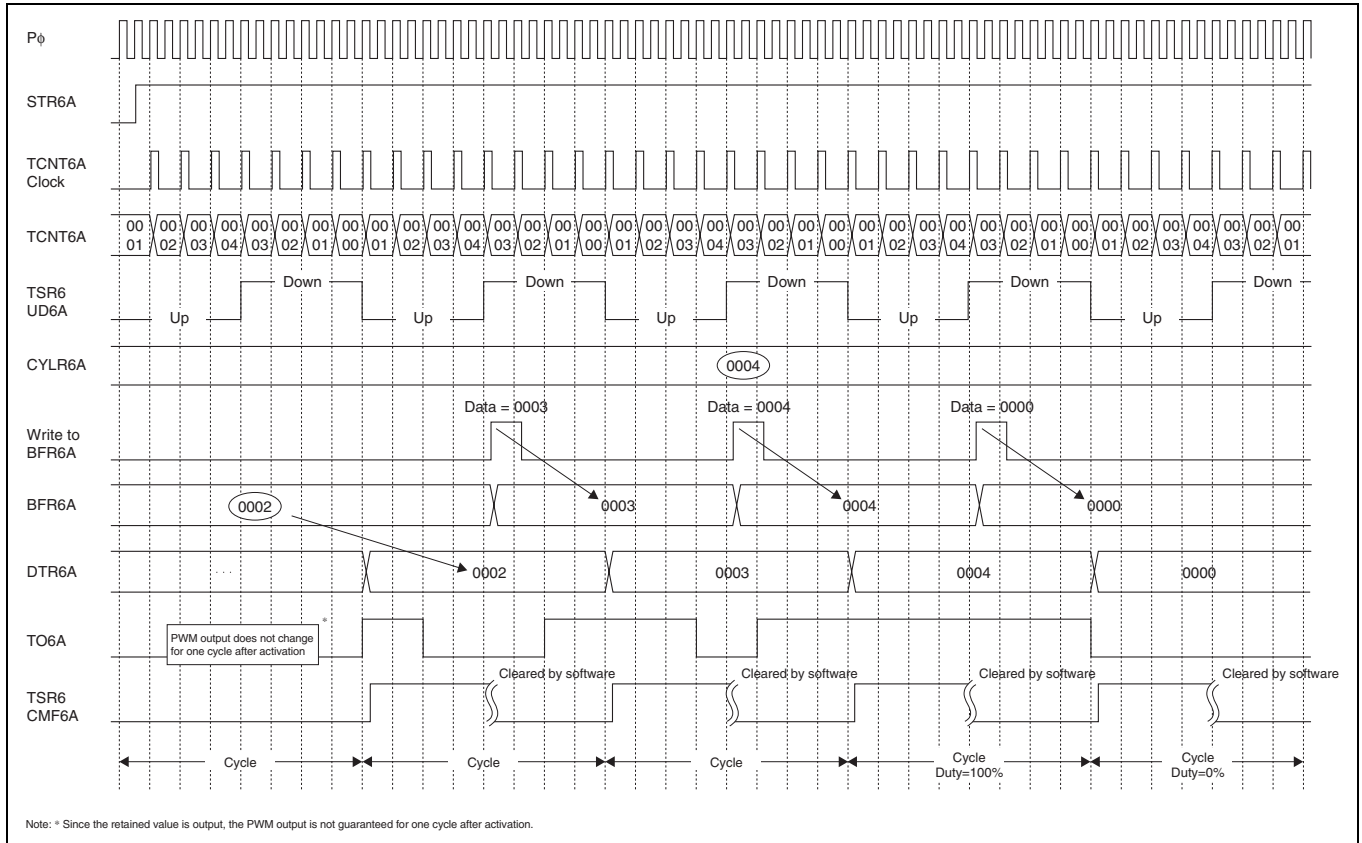 Pϕ
STR6A
TCNT6A
Clock
TCNT6A
00 00 00 00 00 00 00 00 00 00 00 00 00 00 00 00 00 00 00 00 00 00 00 00 00 00 00 00 00 00 00 00 00 00 00 00 00 00 00
01 02 03 04 03 02 01 00 01 02 03 04 03 02 01 00 01 02 03 04 03 02 01 00 01 02 03 04 03 02 01 00 01 02 03 04 03 02 01
TSR6
UD6A
Up Down Up Down Up Down Up Down Up Down
CYLR6A
0004
Data = 0003 Data = 0004 Data = 0000
Write to
BFR6A
BFR6A
0002 0003 0004 0000
DTR6A
... 0002 0003 0004 0000
TO6A
PWM output does not change
for one cycle after activation
*
TSR6
CMF6A
Cleared by software Cleared by software Cleared by software Cleared by software
Cycle Cycle Cycle Cycle Cycle
Duty=100% Duty=0%
Note: * Since the retained value is output, the PWM output is not guaranteed for one cycle after activation.